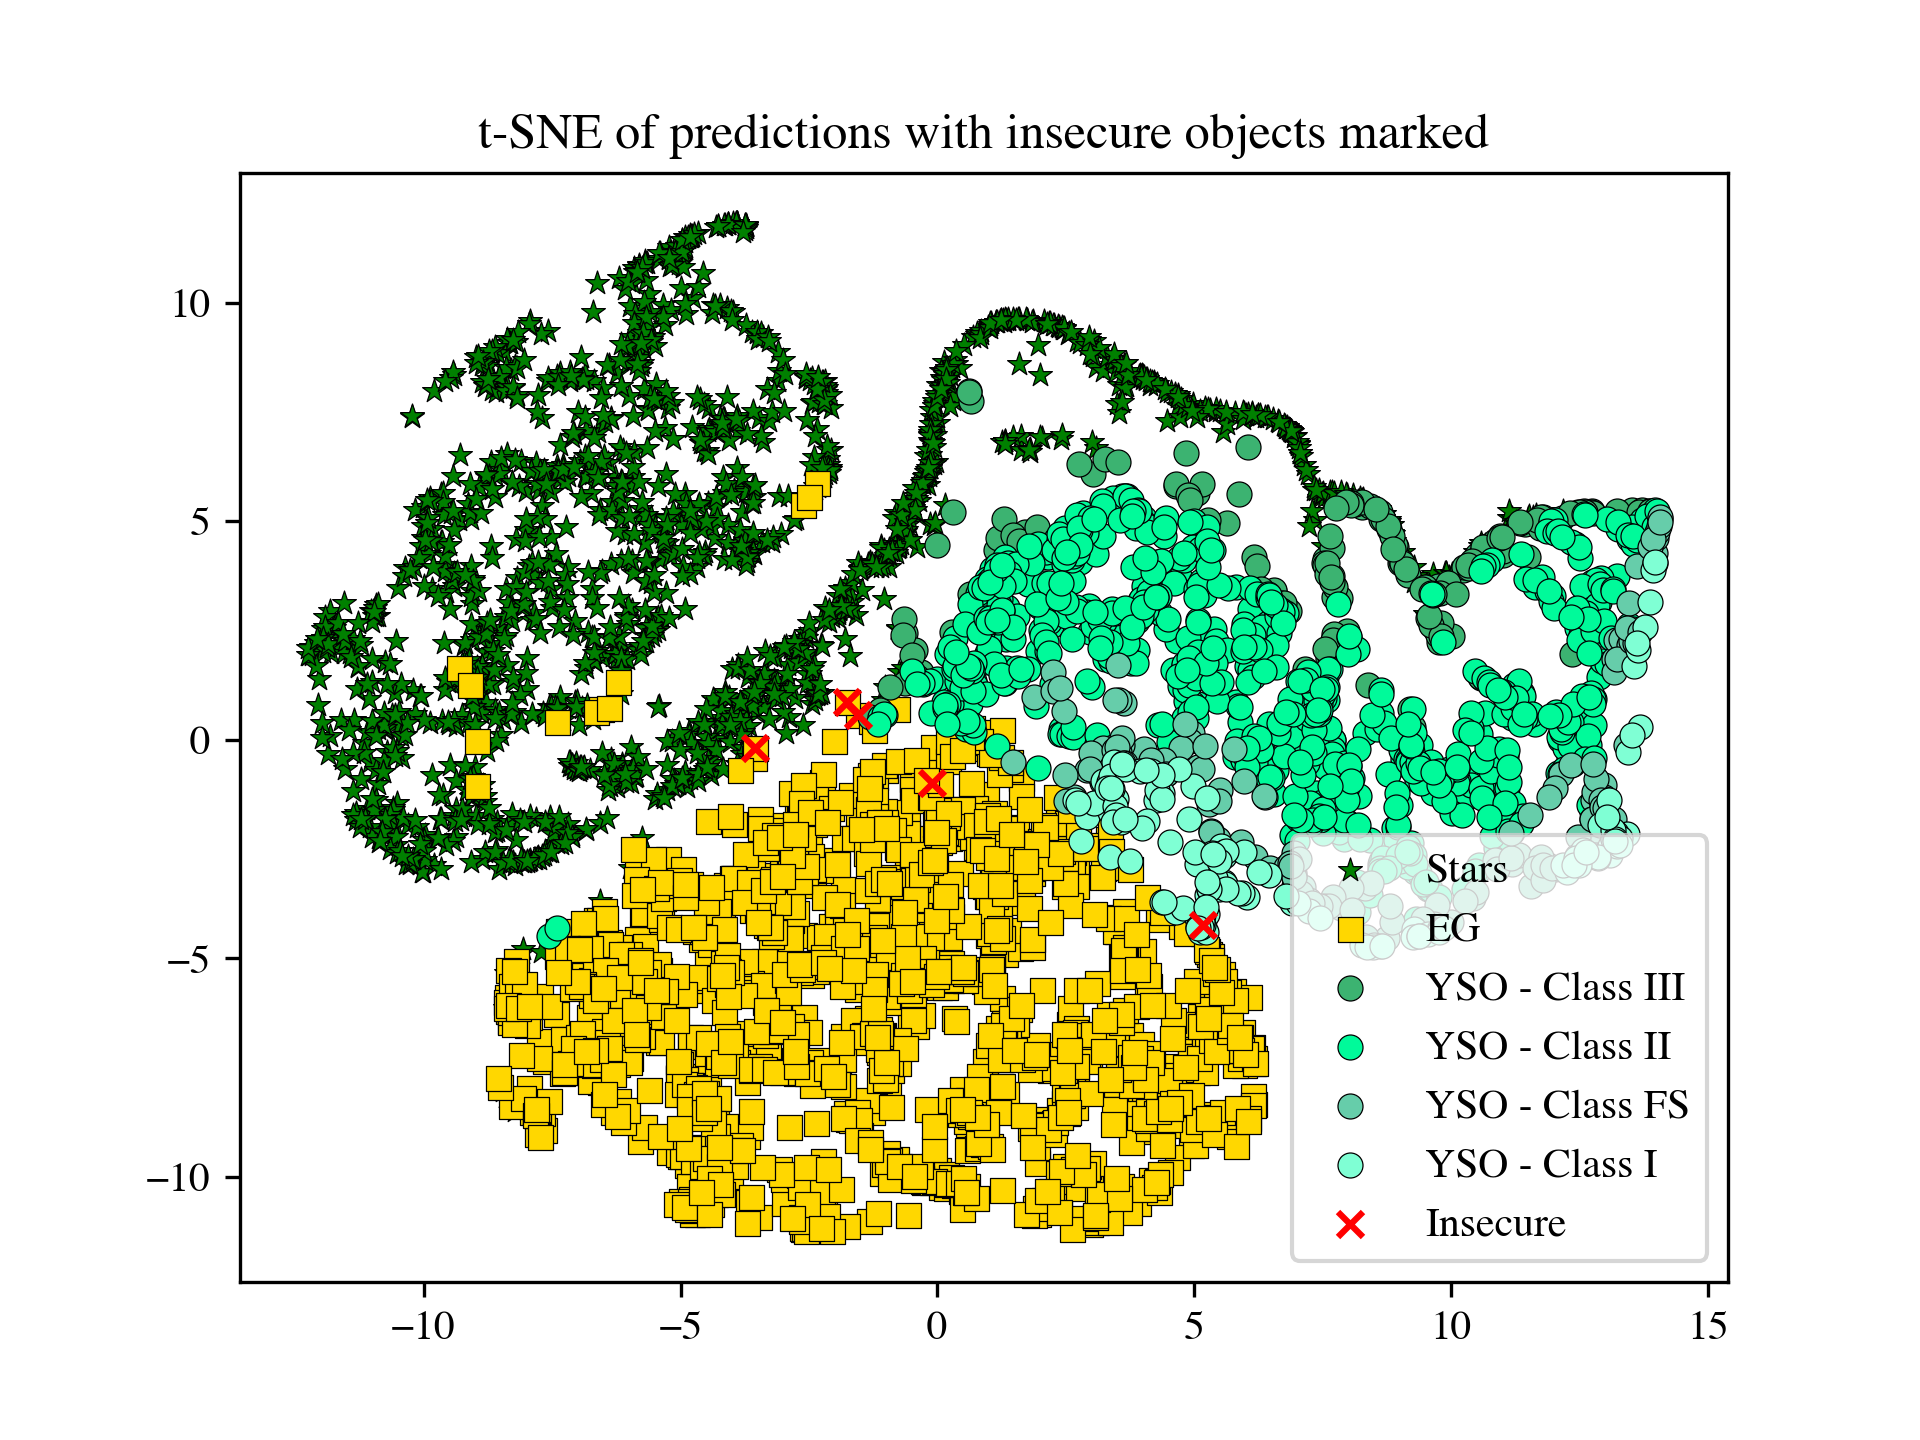 t-SNE of predictions with insecure objects marked
10
5
0
−5
−10
−10
−5
0
5
10
15
Stars
EG
YSO - Class III
YSO - Class II
YSO - Class FS
YSO - Class I
Insecure